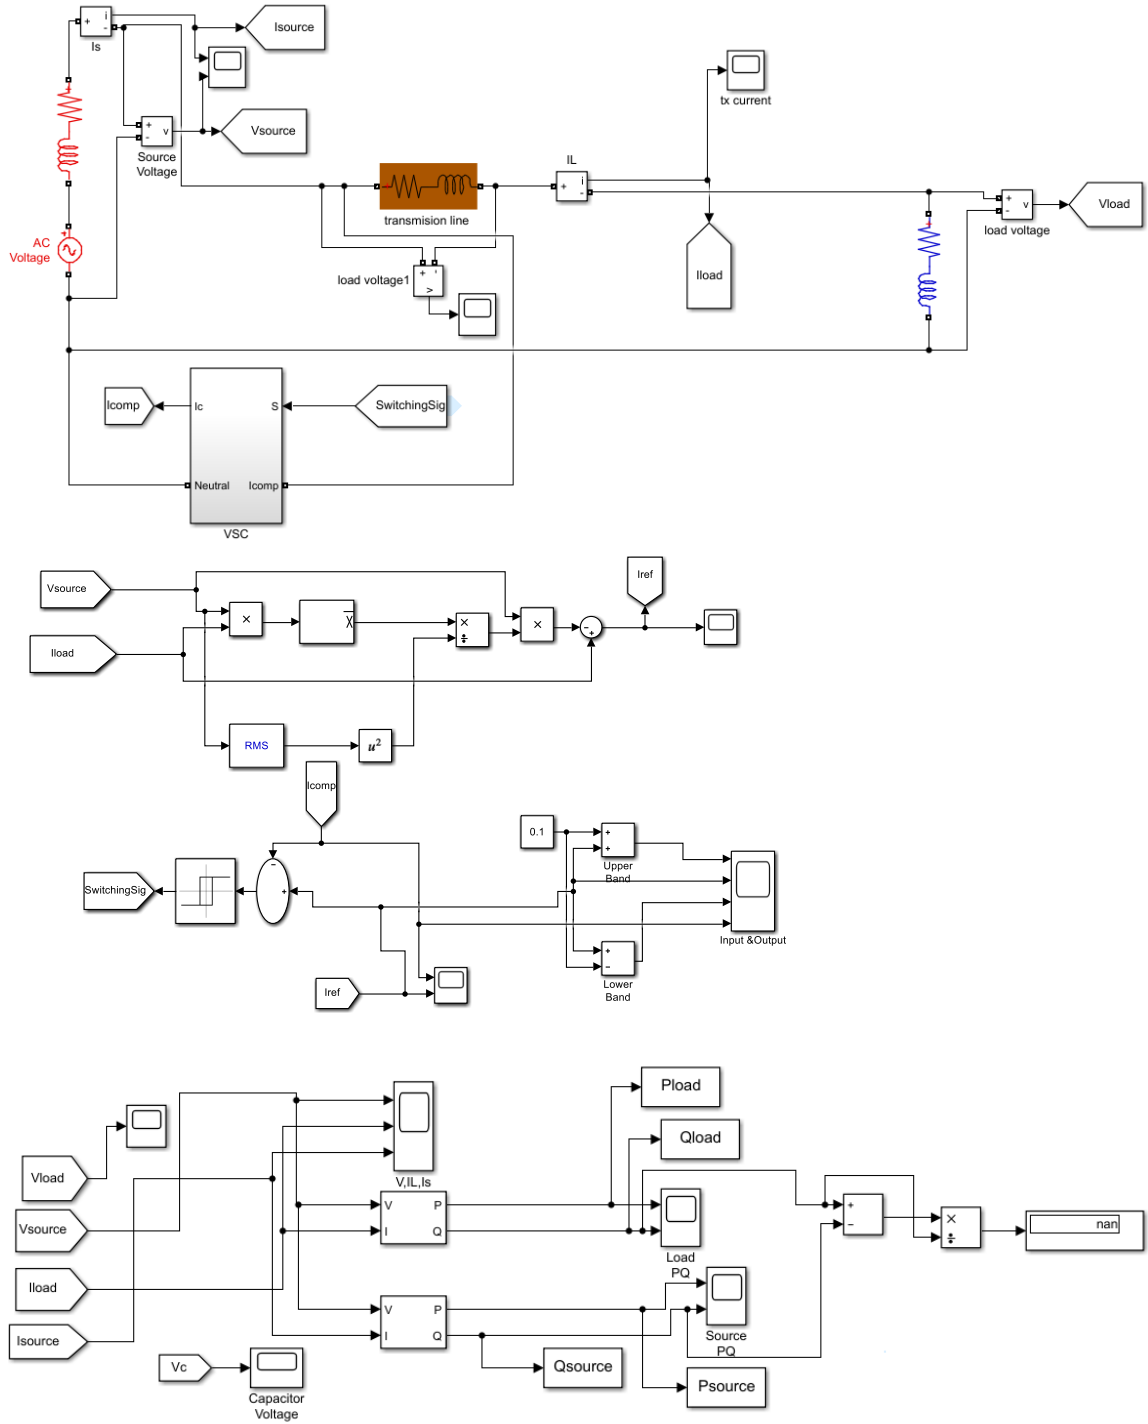 +
i
-
Is
Isource
+
-
v
Source
Voltage
Vsource
AC
Voltage
+
+
transmision line
load voltage1
+
-
v
IL
+
i
-
tx current
Iload
+
-
v
load voltage
Vload
+
Icomp
Ic
S
SwitchingSig
Neutral
Icomp
VSC
Vsource
Iload
×
X
×
÷
×
-
+
Iref
RMS
u²
Icomp
SwitchingSig
-
+
Iref
0.1
+
+
Upper
Band
+
-
Lower
Band
Input &Output
Vload
Vsource
Iload
Isource
V,IL,Is
V
I
P
Q
V
I
P
Q
Pload
Qload
Load
PQ
Source
PQ
Qsource
Psource
+
−
×
÷
nan
Vc
Capacitor
Voltage